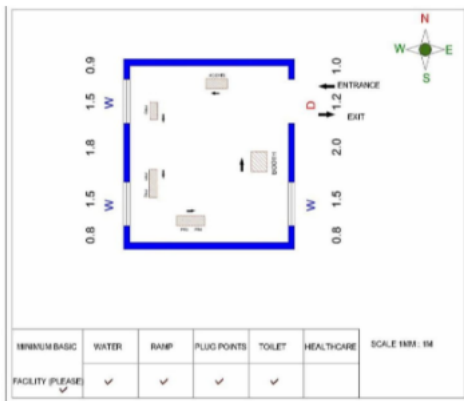 N
W E
S
0.9
1.5
1.8
1.5
0.8
W
W
1.0
1.2
2.0
1.5
0.8
D
W
ENTRANCE
EXIT
BOOTH
MINIMUM BASIC
FACILITY (PLEASE)
✓
WATER
✓
RAMP
✓
PLUG POINTS
✓
TOILET
✓
HEALTHCARE
SCALE 1MM : 1M